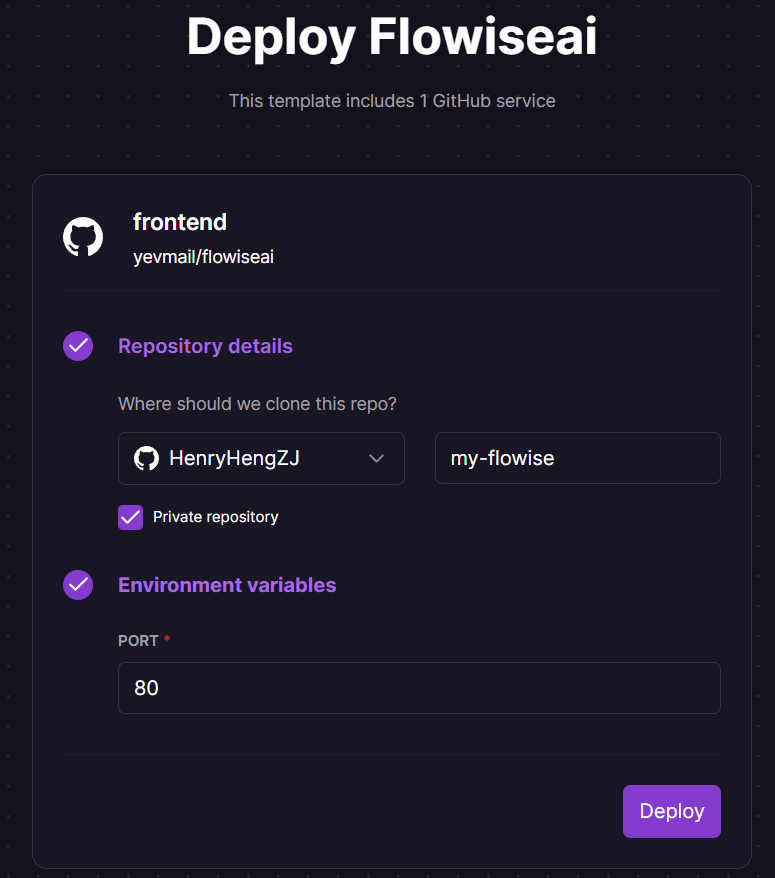 Deploy Flowiseai
This template includes 1 GitHub service
frontend
yevmail/flowiseai
Repository details
Where should we clone this repo?
HenryHengZJ
my-flowise
Private repository
Environment variables
PORT *
80
Deploy